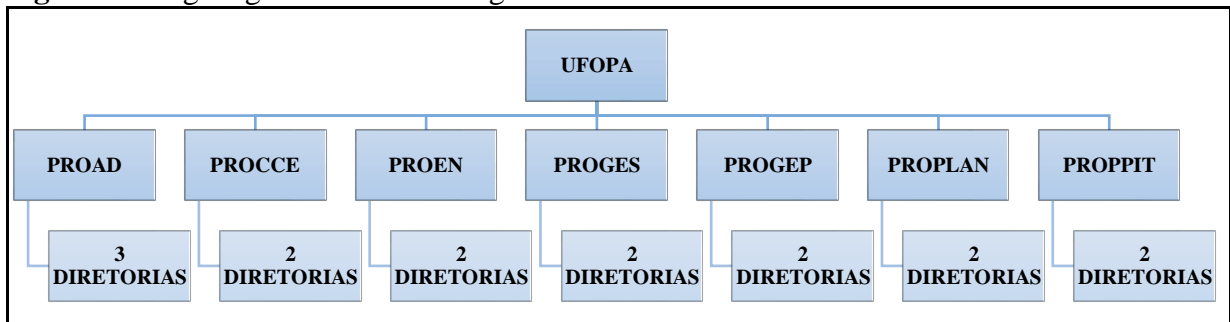 UFOPA
PROAD
PROCCE
PROEN
PROGES
PROGEP
PROPLAN
PROPPIT
3
DIRETORIAS
2
DIRETORIAS
2
DIRETORIAS
2
DIRETORIAS
2
DIRETORIAS
2
DIRETORIAS
2
DIRETORIAS